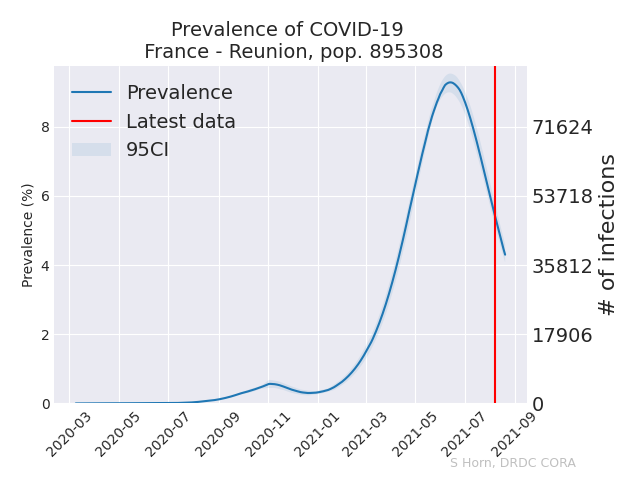 Prevalence of COVID-19
France - Reunion, pop. 895308
Prevalence
Latest data
95CI
Prevalence (%)
8
6
4
2
0
71624
53718
35812
17906
0
# of infections
2020-03
2020-05
2020-07
2020-09
2020-11
2021-01
2021-03
2021-05
2021-07
2021-09
S Horn, DRDC CORA